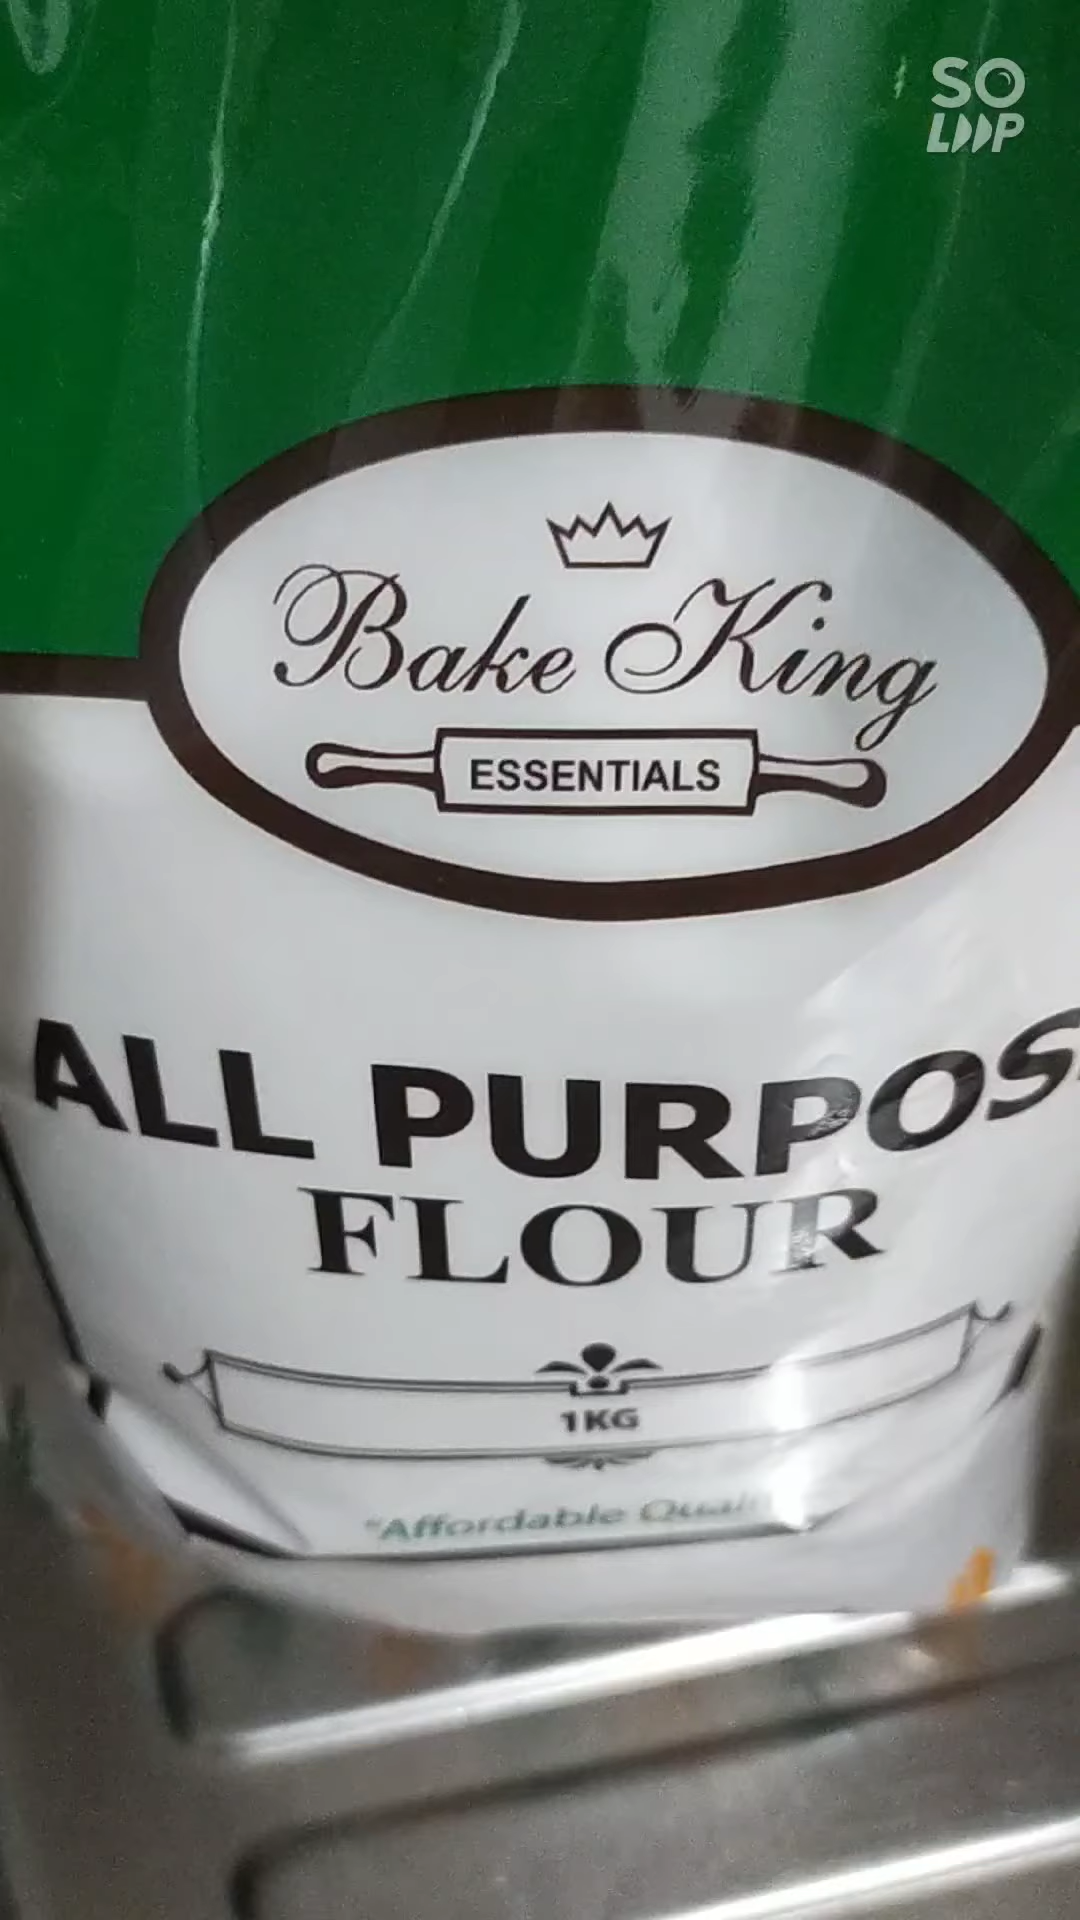 SO
LOOP
Bake King
ESSENTIALS
ALL PURPOS
FLOUR
1KG
"Affordable